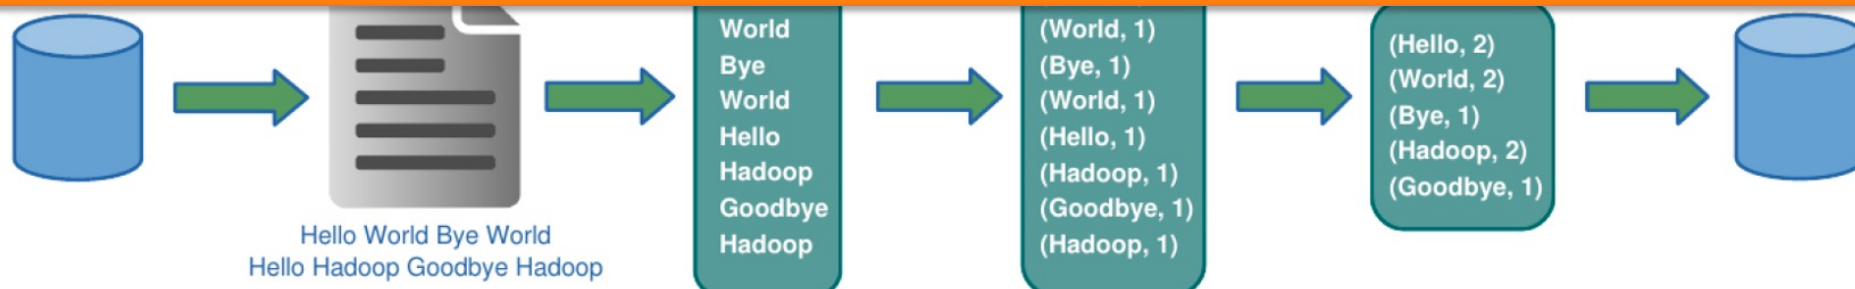 Hello World Bye World
Hello Hadoop Goodbye Hadoop
World
Bye
World
Hello
Hadoop
Goodbye
Hadoop
(World, 1)
(Bye, 1)
(World, 1)
(Hello, 1)
(Hadoop, 1)
(Goodbye, 1)
(Hadoop, 1)
(Hello, 2)
(World, 2)
(Bye, 1)
(Hadoop, 2)
(Goodbye, 1)